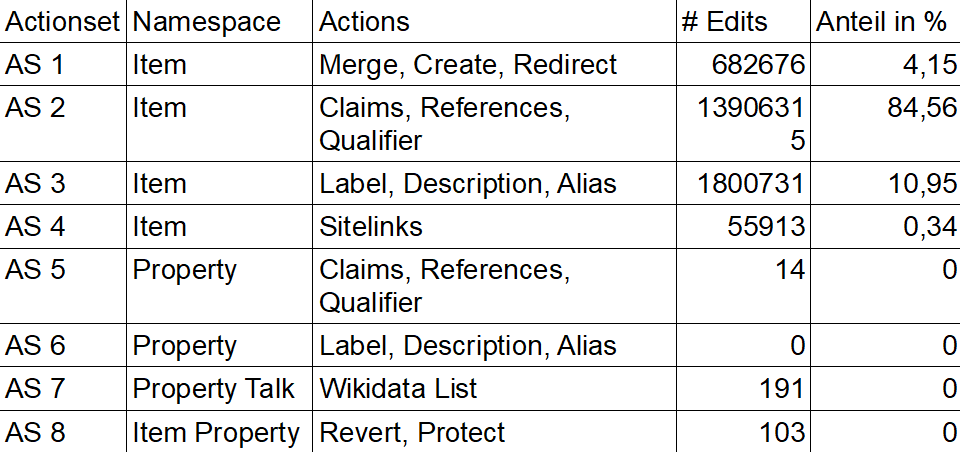 Actionset Namespace Actions # Edits Anteil in %
AS 1 Item Merge, Create, Redirect 682676 4,15
AS 2 Item Claims, References, 1390631 84,56
Qualifier 5
AS 3 Item Label, Description, Alias 1800731 10,95
AS 4 Item Sitelinks 55913 0,34
AS 5 Property Claims, References, 14 0
Qualifier
AS 6 Property Label, Description, Alias 0 0
AS 7 Property Talk Wikidata List 191 0
AS 8 Item Property Revert, Protect 103 0